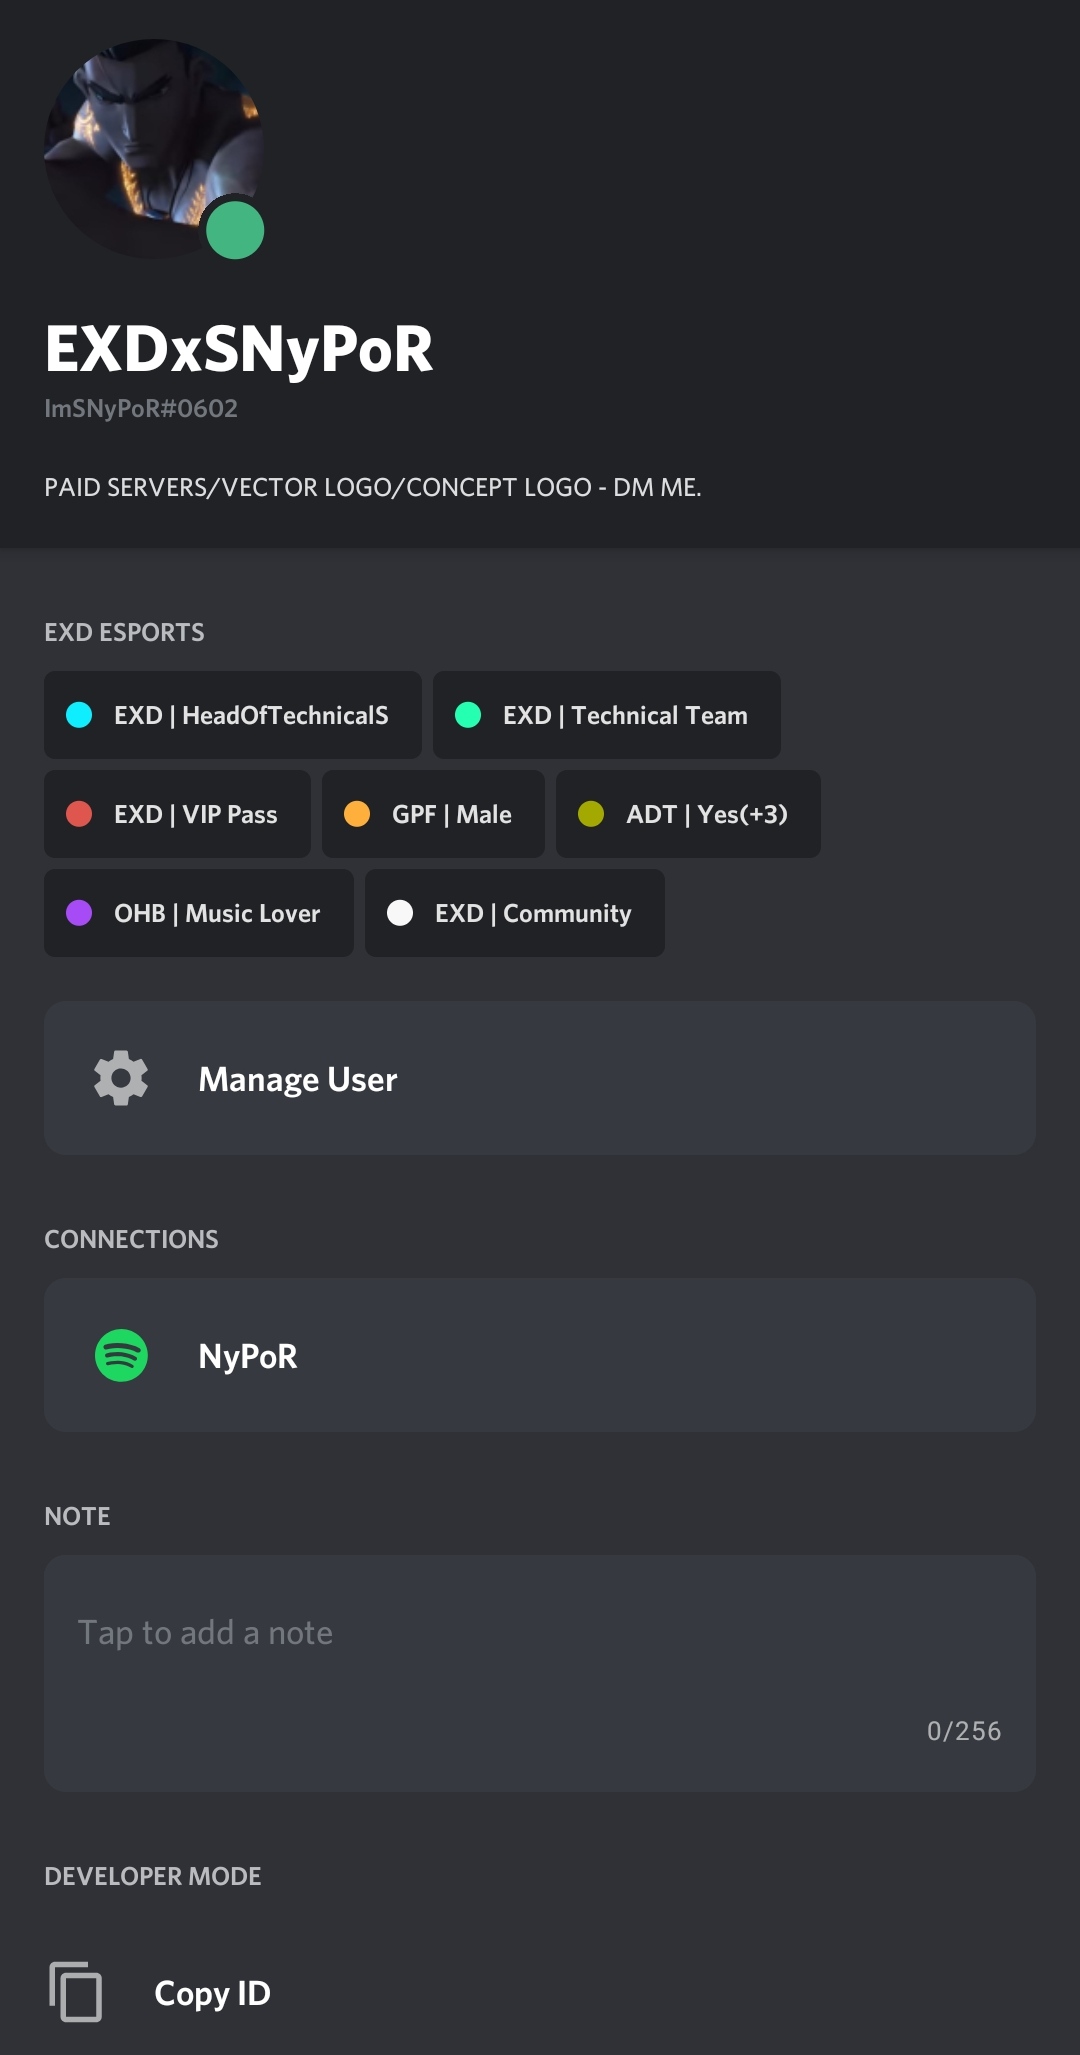 EXDxSNyPoR
ImSNyPoR#0602
PAID SERVERS/VECTOR LOGO/CONCEPT LOGO - DM ME.
EXD ESPORTS
EXD | HeadOfTechnicalS EXD | Technical Team
EXD | VIP Pass GPF | Male ADT | Yes(+3)
OHB | Music Lover EXD | Community
Manage User
CONNECTIONS
NyPoR
NOTE
Tap to add a note
0/256
DEVELOPER MODE
Copy ID